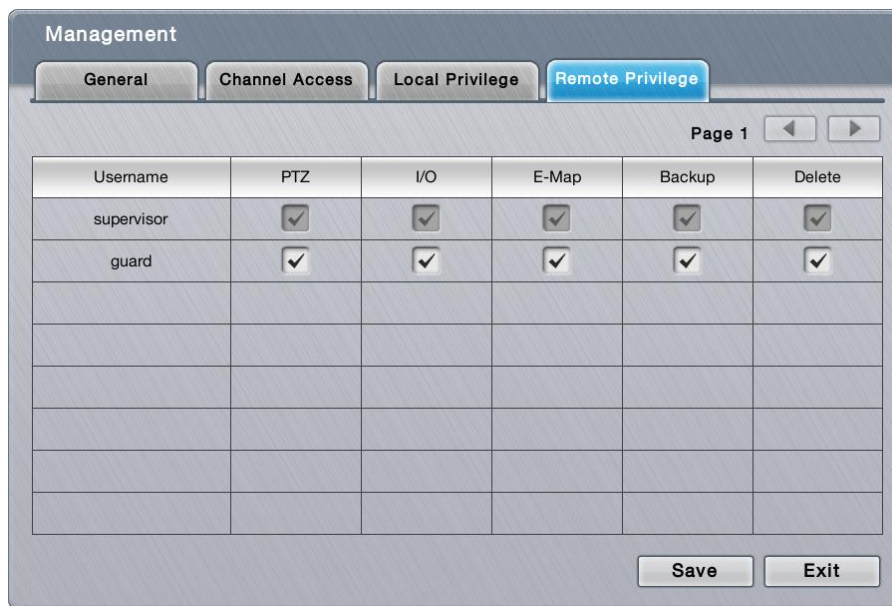 Management
General Channel Access Local Privilege Remote Privilege
Page 1
Username PTZ I/O E-Map Backup Delete
supervisor
guard
Save Exit